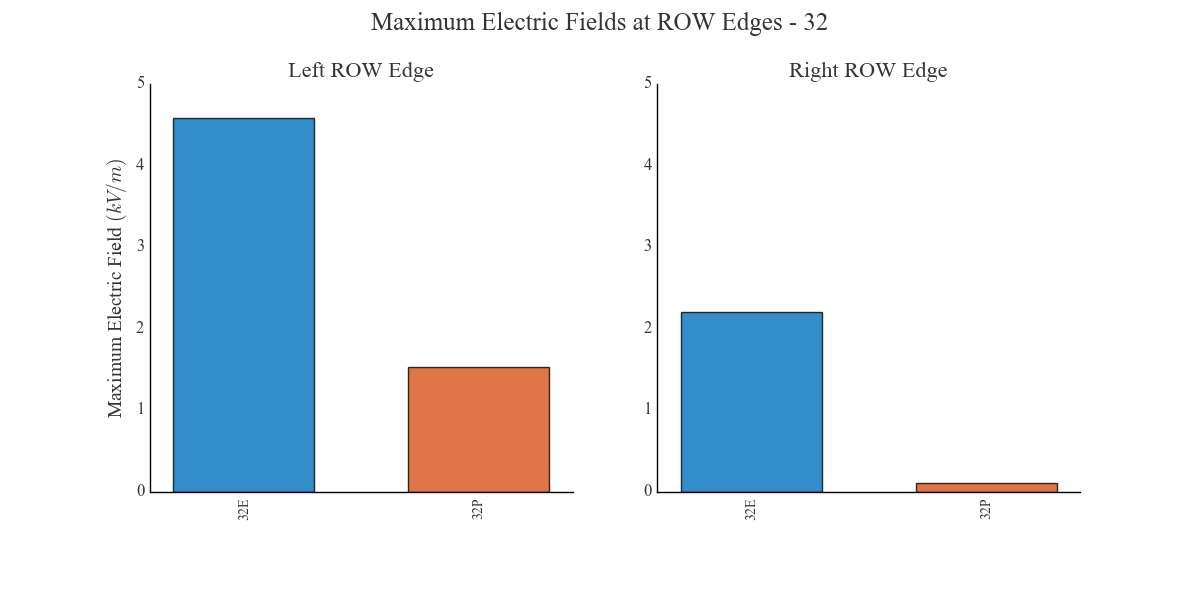 Maximum Electric Fields at ROW Edges - 32
Left ROW Edge
Maximum Electric Field (kV/m)
5
4
3
2
1
0
32E
32P
Right ROW Edge
5
4
3
2
1
0
32E
32P